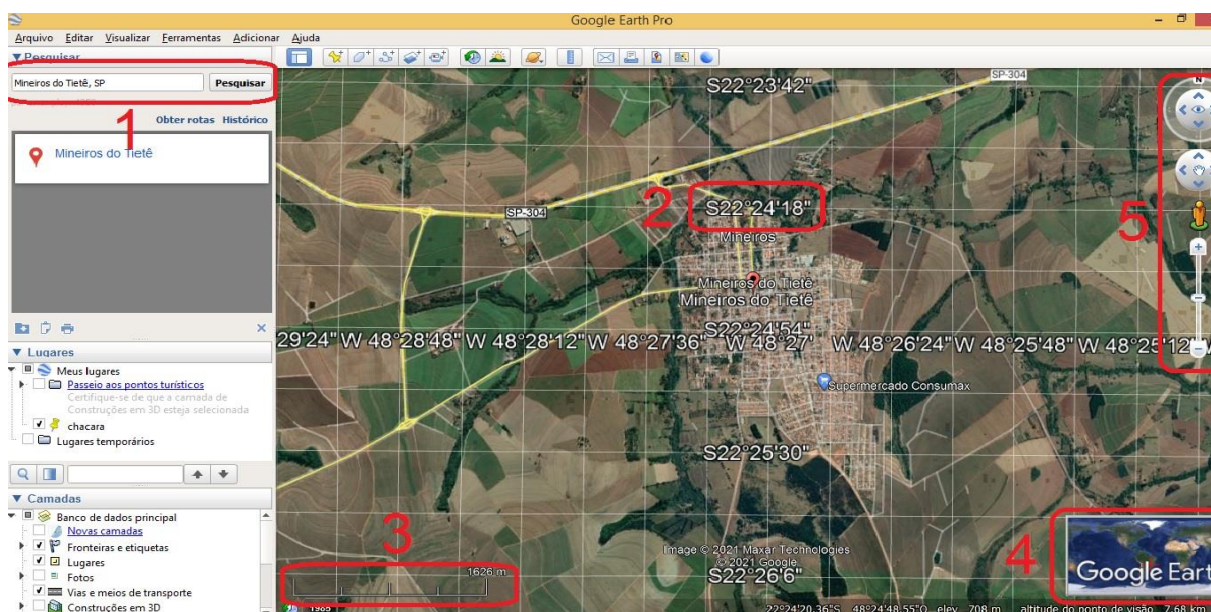 Google Earth Pro
Arquivo Editar Visualizar Ferramentas Adicionar Ajuda
▼ Pesquisar
Mineiros do Tietê, SP Pesquisar
1
Obter rotas Histórico
Mineiros do Tietê
▼ Lugares
Meus lugares
Passeio aos pontos turísticos
Certifique-se de que a camada de
Construções em 3D esteja selecionada
chacara
Lugares temporários
▼ Camadas
Banco de dados principal
Novas camadas
Fronteiras e etiquetas
Lugares
Fotos
Vias e meios de transporte
Construções em 3D
S22°23'42"
SP-304
N
2
S22°24'18"
SP-304
5
Mineiros
Mineiros do Tietê
Mineiros do Tietê
S22°24'54"
29'24" W 48°28'48" W 48°28'12" W 48°27'36" W 48°27' W 48°26'24" W 48°25'48" W 48°25'12"
Supermercado Consumax
S22°25'30"
3
1626 m
Image © 2021 Maxar Technologies
© 2021 Google
S22°26'6"
4
Google Eart
1985
22°24'20.36"S 48°24'48.55"O elev 708 m altitude do ponto de visão 7.68 km